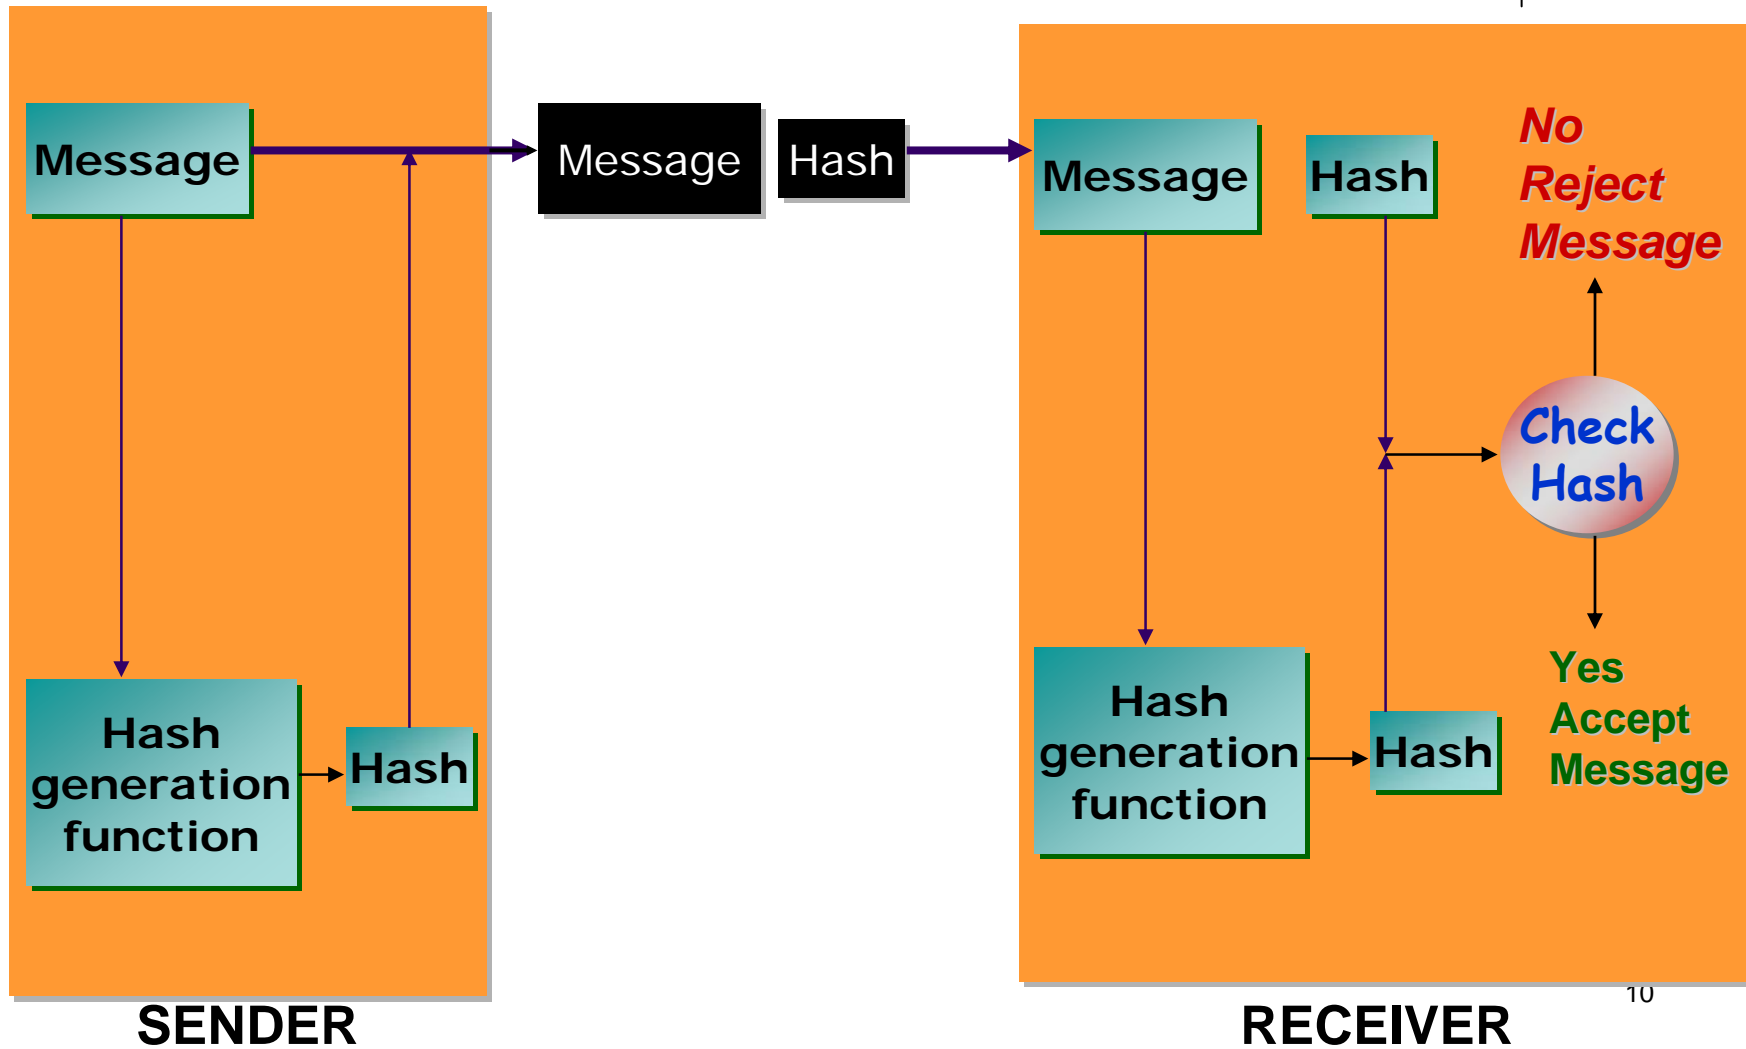 Message
Hash
generation
function
Hash
SENDER
Message
Hash
Message
Hash
Hash
generation
function
Hash
Check
Hash
No
Reject
Message
Yes
Accept
Message
RECEIVER
10